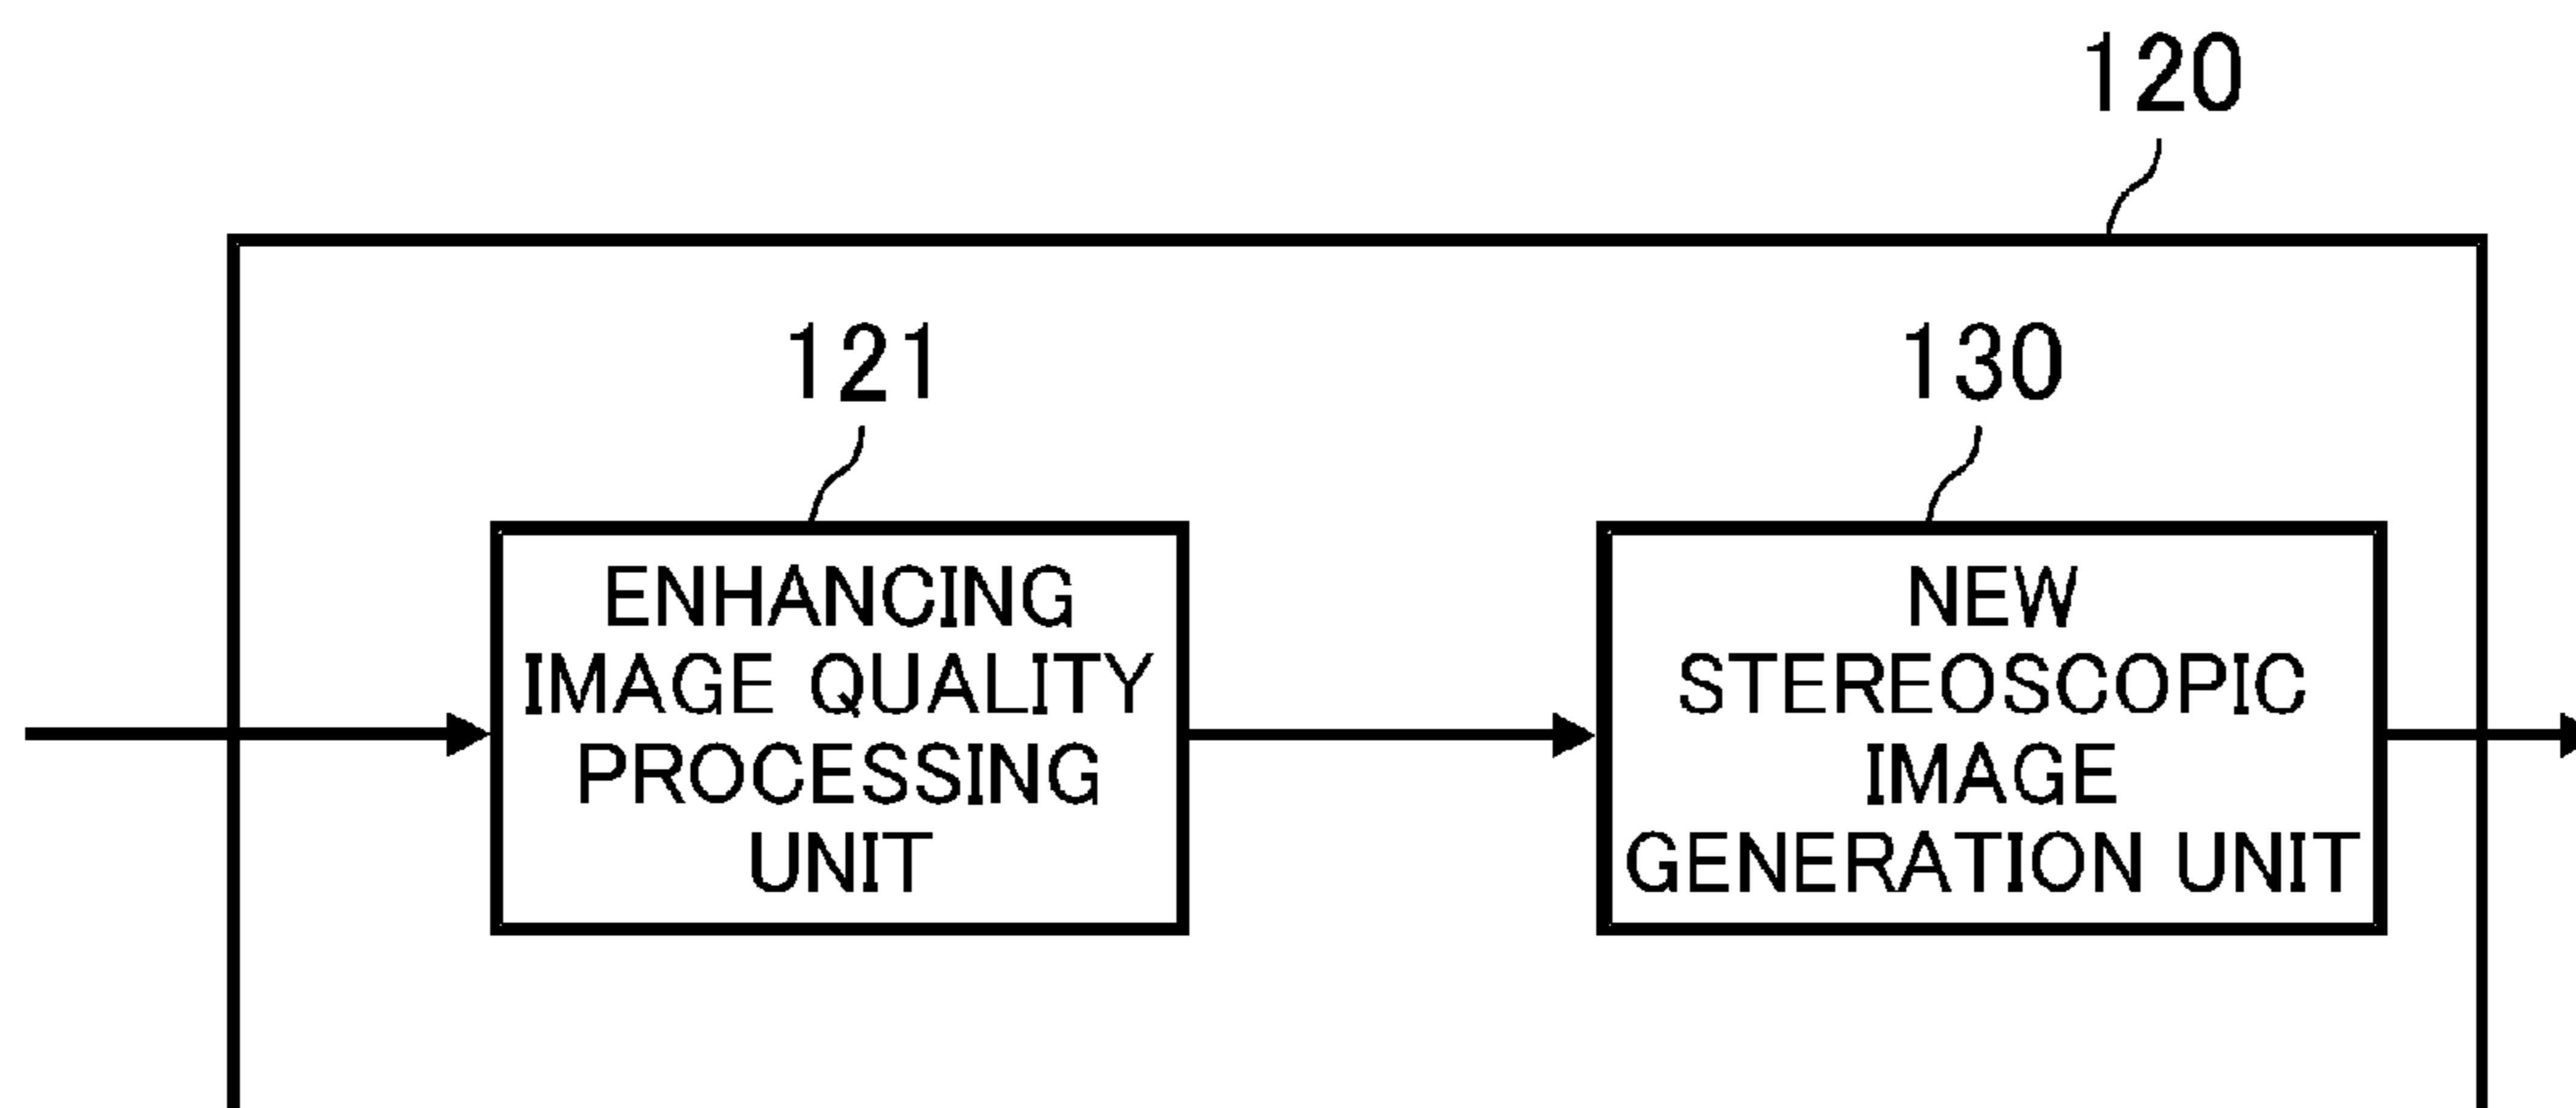 120
121
ENHANCING
IMAGE QUALITY
PROCESSING
UNIT
130
NEW
STEREOSCOPIC
IMAGE
GENERATION UNIT